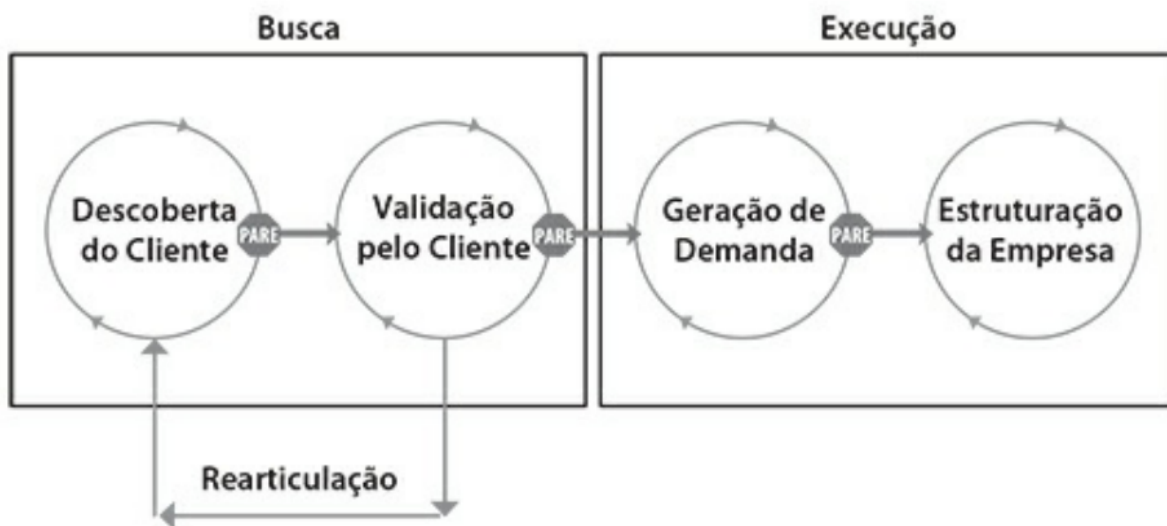 Busca
Execução
Descoberta
do Cliente
PARE
Validação
pelo Cliente
PARE
Geração de
Demanda
PARE
Estruturação
da Empresa
Rearticulação